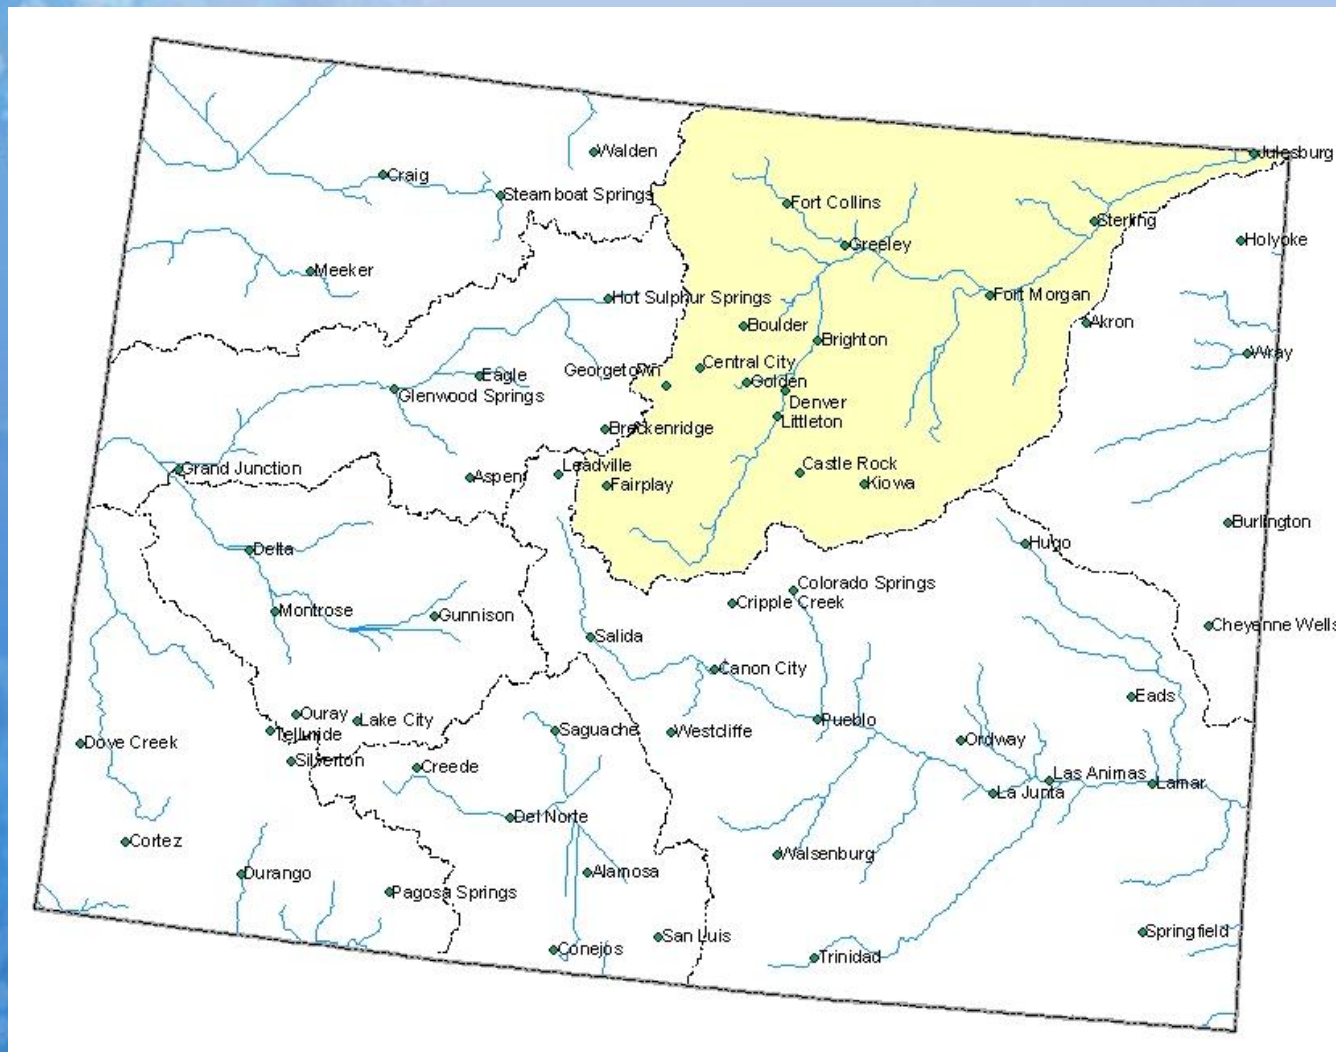 Julesburg
Walden
Craig
Steamboat Springs
Fort Collins
Sterling
Holyoke
Greeley
Meeker
Hot Sulphur Springs
Fort Morgan
Boulder
Akron
Brighton
Wray
Central City
Georgetown
Eagle
Golden
Glenwood Springs
Denver
Littleton
Breckenridge
Leadville
Castle Rock
Grand Junction
Aspen
Fairplay
Kiowa
Burlington
Delta
Hugo
Colorado Springs
Cripple Creek
Montrose
Gunnison
Salida
Cheyenne Wells
Canon City
Eads
Ouray
Lake City
Pueblo
Telluride
Saguache
Westcliffe
Ordway
Dove Creek
Silverton
Creede
Las Animas
Lamar
La Junta
Del Norte
Cortez
Walsenburg
Durango
Alamosa
Pagosa Springs
San Luis
Springfield
Conejos
Trinidad